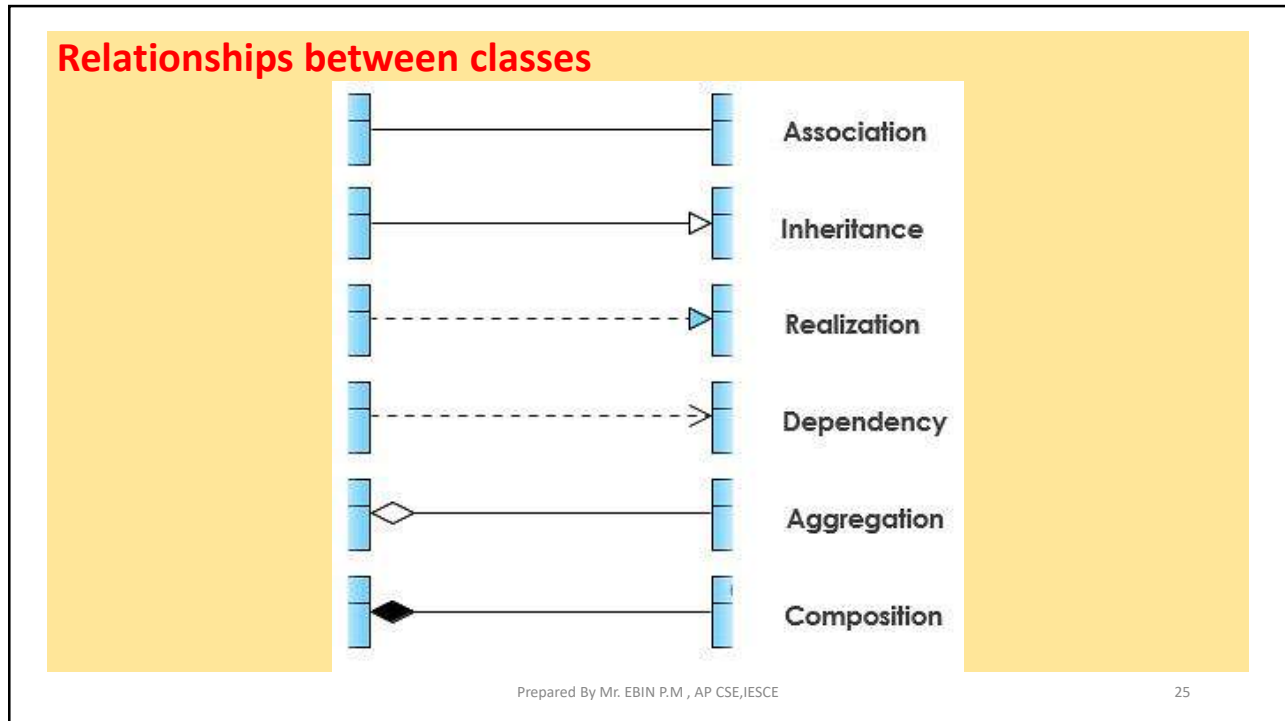 Relationships between classes
Association
Inheritance
Realization
Dependency
Aggregation
Composition
Prepared By Mr. EBIN P.M , AP CSE,IESCE
25